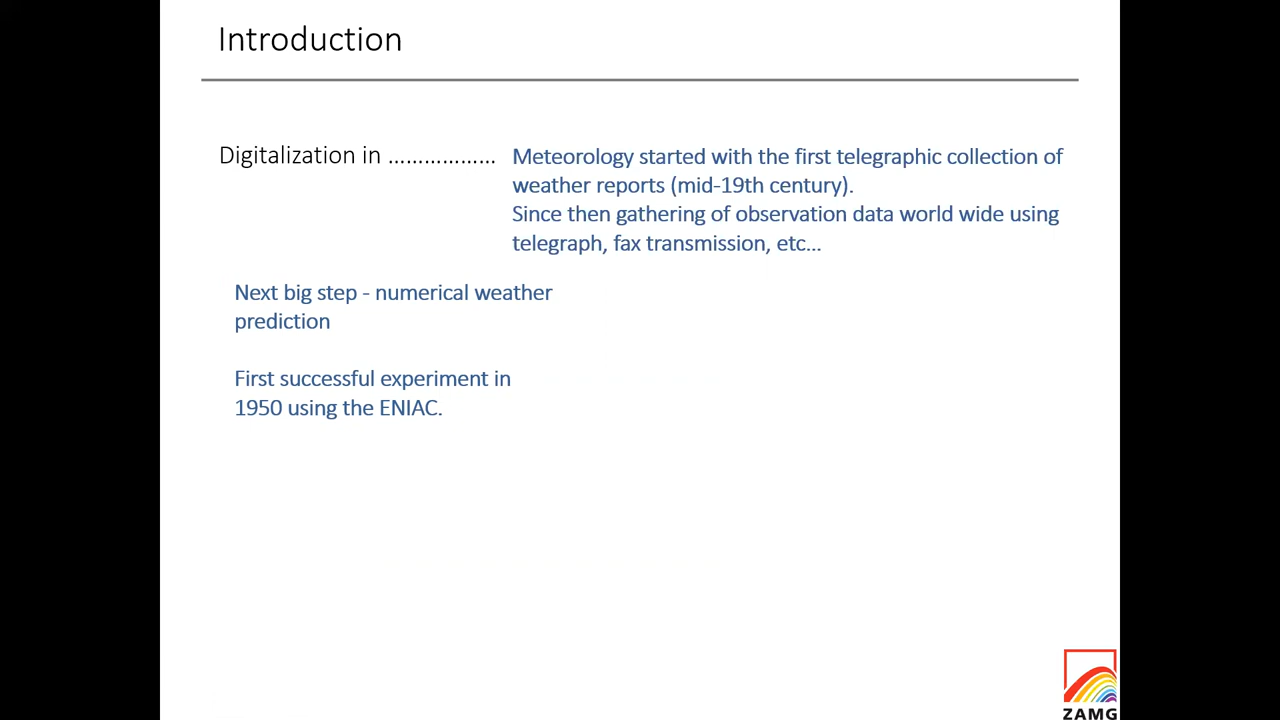 Introduction
Digitalization in ………………
Meteorology started with the first telegraphic collection of
weather reports (mid-19th century).
Since then gathering of observation data world wide using
telegraph, fax transmission, etc…
Next big step - numerical weather
prediction
First successful experiment in
1950 using the ENIAC.
ZAMG